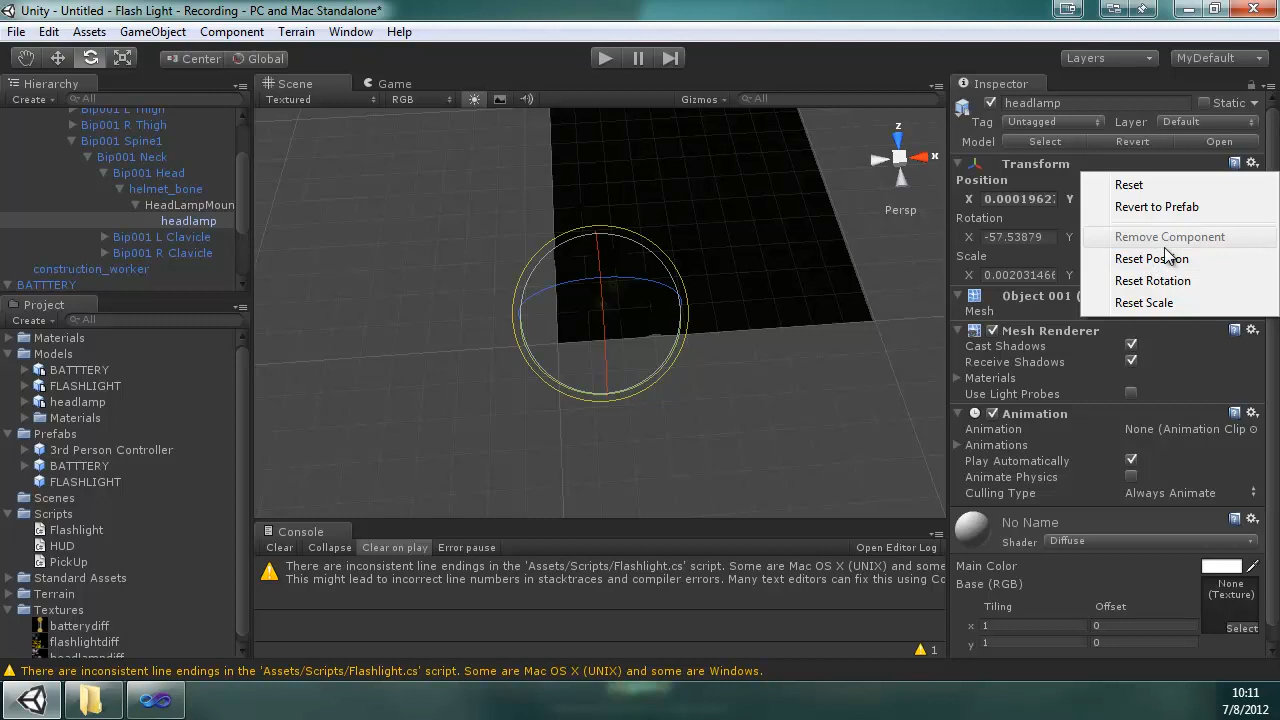 Unity - Untitled - Flash Light - Recording - PC and Mac Standalone*
File Edit Assets GameObject Component Terrain Window Help
Center Global Layers MyDefault
Hierarchy
Create All
Bip001 L Thigh
Bip001 R Thigh
Bip001 Spine1
Bip001 Neck
Bip001 Head
helmet_bone
HeadLampMoun
headlamp
Bip001 L Clavicle
Bip001 R Clavicle
construction_worker
BATTTERY
Project
Create All
Materials
Models
BATTTERY
FLASHLIGHT
headlamp
Materials
Prefabs
3rd Person Controller
BATTTERY
FLASHLIGHT
Scenes
Scripts
Flashlight
HUD
PickUp
Standard Assets
Terrain
Textures
batterydiff
flashlightdiff
headlampdiff
Scene Game
Textured RGB Gizmos All
z
x
Persp
Console
Clear Collapse Clear on play Error pause Open Editor Log
There are inconsistent line endings in the 'Assets/Scripts/Flashlight.cs' script. Some are Mac OS X (UNIX) and some
This might lead to incorrect line numbers in stacktraces and compiler errors. Many text editors can fix this using Co
1
Inspector
headlamp Static
Tag Untagged Layer Default
Model Select Revert Open
Transform
Position
X 0.00019627 Y
Rotation
X -57.53879 Y
Scale
X 0.002031466
Reset
Revert to Prefab
Remove Component
Reset Position
Reset Rotation
Reset Scale
Object 001
Mesh
Mesh Renderer
Cast Shadows
Receive Shadows
Materials
Use Light Probes
Animation
Animation None (Animation Clip
Animations
Play Automatically
Animate Physics
Culling Type Always Animate
No Name
Shader Diffuse
Main Color
Base (RGB)
None
(Texture)
Tiling Offset
x 1 0
y 1 0
Select
There are inconsistent line endings in the 'Assets/Scripts/Flashlight.cs' script. Some are Mac OS X (UNIX) and some are Windows.
10:11
7/8/2012